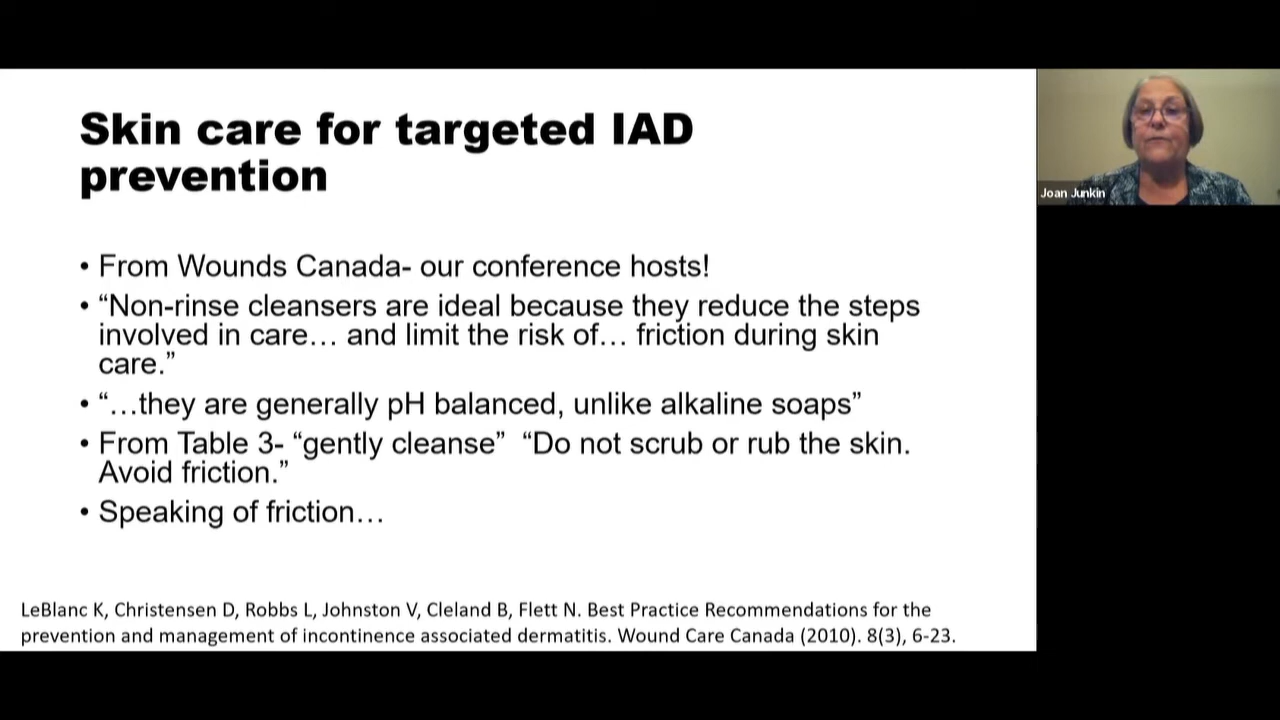 Skin care for targeted IAD
prevention
• From Wounds Canada- our conference hosts!
• “Non-rinse cleansers are ideal because they reduce the steps
involved in care… and limit the risk of… friction during skin
care.”
• “…they are generally pH balanced, unlike alkaline soaps”
• From Table 3- “gently cleanse”  “Do not scrub or rub the skin.
Avoid friction.”
• Speaking of friction…
LeBlanc K, Christensen D, Robbs L, Johnston V, Cleland B, Flett N. Best Practice Recommendations for the
prevention and management of incontinence associated dermatitis. Wound Care Canada (2010). 8(3), 6-23.
Joan Junkin